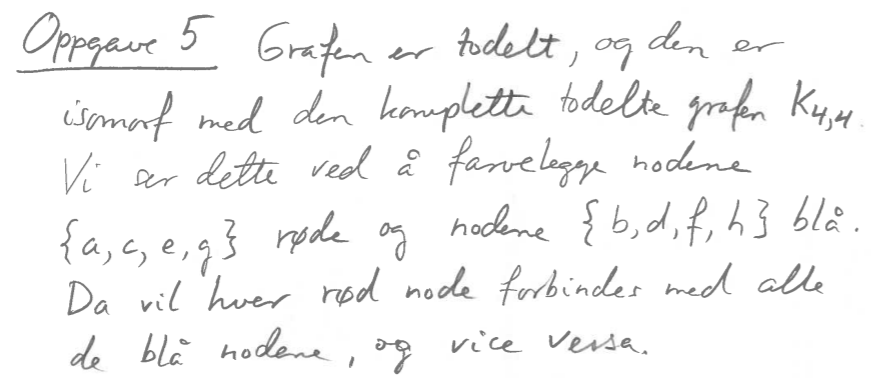 Oppgave 5 Grafen er todelt, og den er
isomorf med den komplette todelte grafen K4,4.
Vi ser dette ved å farvelegge nodene
{a, c, e, g} røde og nodene {b, d, f, h} blå.
Da vil hver rød node forbindes med alle
de blå nodene, og vice versa.